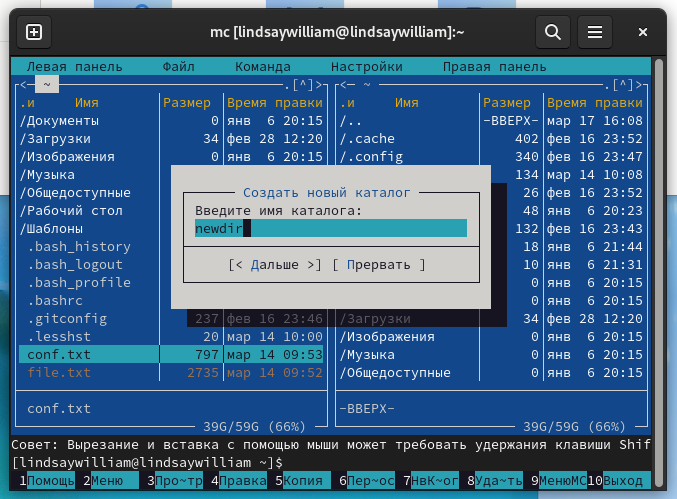 mc [lindsaywilliam@lindsaywilliam]:~
Левая панель Файл Команда Настройки Правая панель
<— ~ .[^]> <— ~ .[^]>
.и Имя Размер Время правки .и Имя Размер Время правки
/Документы 0 янв 6 20:15 /.. -ВВЕРХ- мар 17 16:08
/Загрузки 34 фев 28 12:20 /.cache 402 фев 16 23:52
/Изображения 0 янв 6 20:15 /.config 340 фев 16 23:47
/Музыка 134 мар 14 10:08
Создать новый каталог
/Общедоступные 26 фев 16 23:52
/Рабочий стол Введите имя каталога: 48 янв 6 20:23
/Шаблоны newdir 132 фев 16 23:43
.bash_history 18 янв 6 21:44
.bash_logout [< Дальше >] [ Прервать ] 10 янв 6 21:31
.bash_profile 0 янв 6 20:15
.bashrc 0 янв 6 20:15
.gitconfig 237 фев 16 23:46 /Загрузки 34 фев 28 12:20
.lesshst 20 мар 14 10:00 /Изображения 0 янв 6 20:15
conf.txt 797 мар 14 09:53 /Музыка 0 янв 6 20:15
file.txt 2735 мар 14 09:52 /Общедоступные 0 янв 6 20:15
conf.txt -ВВЕРХ-
39G/59G (66%) 39G/59G (66%)
Совет: Вырезание и вставка с помощью мыши может требовать удержания клавиши Shif
[lindsaywilliam@lindsaywilliam ~]$
1Помощь 2Меню 3Про~тр 4Правка 5Копия 6Пер~ос 7НвК~ог 8Уда~ть 9МенюMC 10Выход